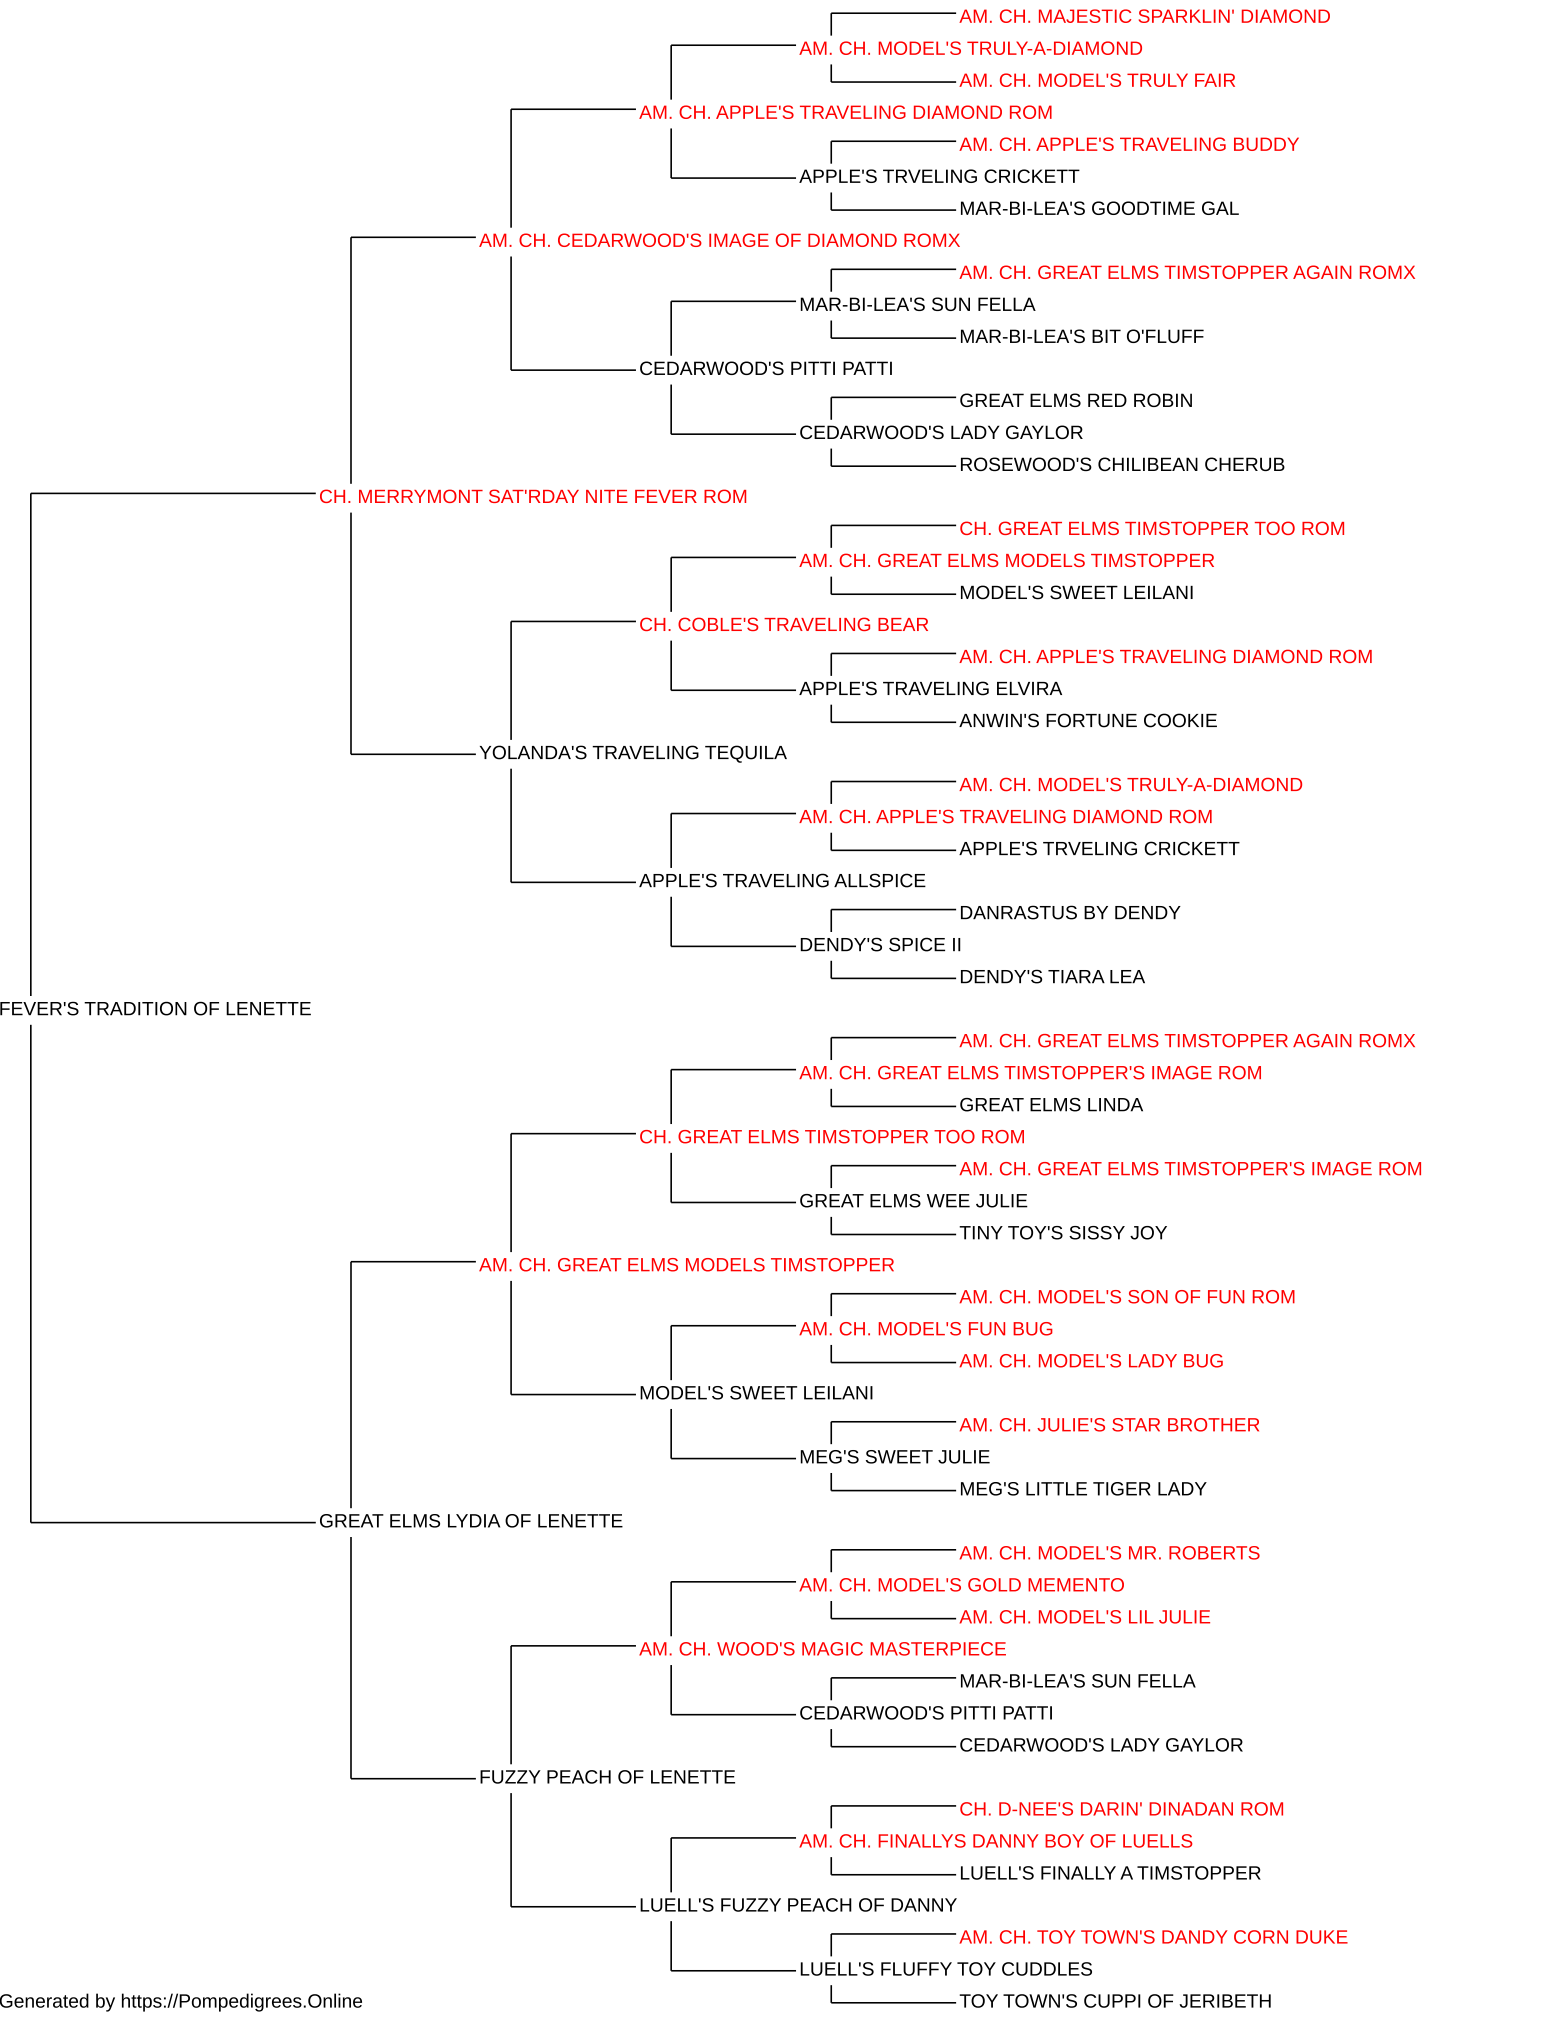 AM. CH. MAJESTIC SPARKLIN' DIAMOND
AM. CH. MODEL'S TRULY-A-DIAMOND
AM. CH. MODEL'S TRULY FAIR
AM. CH. APPLE'S TRAVELING DIAMOND ROM
AM. CH. APPLE'S TRAVELING BUDDY
APPLE'S TRVELING CRICKETT
MAR-BI-LEA'S GOODTIME GAL
AM. CH. CEDARWOOD'S IMAGE OF DIAMOND ROMX
AM. CH. GREAT ELMS TIMSTOPPER AGAIN ROMX
MAR-BI-LEA'S SUN FELLA
MAR-BI-LEA'S BIT O'FLUFF
CEDARWOOD'S PITTI PATTI
GREAT ELMS RED ROBIN
CEDARWOOD'S LADY GAYLOR
ROSEWOOD'S CHILIBEAN CHERUB
CH. MERRYMONT SAT'RDAY NITE FEVER ROM
CH. GREAT ELMS TIMSTOPPER TOO ROM
AM. CH. GREAT ELMS MODELS TIMSTOPPER
MODEL'S SWEET LEILANI
CH. COBLE'S TRAVELING BEAR
AM. CH. APPLE'S TRAVELING DIAMOND ROM
APPLE'S TRAVELING ELVIRA
ANWIN'S FORTUNE COOKIE
YOLANDA'S TRAVELING TEQUILA
AM. CH. MODEL'S TRULY-A-DIAMOND
AM. CH. APPLE'S TRAVELING DIAMOND ROM
APPLE'S TRVELING CRICKETT
APPLE'S TRAVELING ALLSPICE
DANRASTUS BY DENDY
DENDY'S SPICE II
DENDY'S TIARA LEA
FEVER'S TRADITION OF LENETTE
AM. CH. GREAT ELMS TIMSTOPPER AGAIN ROMX
AM. CH. GREAT ELMS TIMSTOPPER'S IMAGE ROM
GREAT ELMS LINDA
CH. GREAT ELMS TIMSTOPPER TOO ROM
AM. CH. GREAT ELMS TIMSTOPPER'S IMAGE ROM
GREAT ELMS WEE JULIE
TINY TOY'S SISSY JOY
AM. CH. GREAT ELMS MODELS TIMSTOPPER
AM. CH. MODEL'S SON OF FUN ROM
AM. CH. MODEL'S FUN BUG
AM. CH. MODEL'S LADY BUG
MODEL'S SWEET LEILANI
AM. CH. JULIE'S STAR BROTHER
MEG'S SWEET JULIE
MEG'S LITTLE TIGER LADY
GREAT ELMS LYDIA OF LENETTE
AM. CH. MODEL'S MR. ROBERTS
AM. CH. MODEL'S GOLD MEMENTO
AM. CH. MODEL'S LIL JULIE
AM. CH. WOOD'S MAGIC MASTERPIECE
MAR-BI-LEA'S SUN FELLA
CEDARWOOD'S PITTI PATTI
CEDARWOOD'S LADY GAYLOR
FUZZY PEACH OF LENETTE
CH. D-NEE'S DARIN' DINADAN ROM
AM. CH. FINALLYS DANNY BOY OF LUELLS
LUELL'S FINALLY A TIMSTOPPER
LUELL'S FUZZY PEACH OF DANNY
AM. CH. TOY TOWN'S DANDY CORN DUKE
LUELL'S FLUFFY TOY CUDDLES
TOY TOWN'S CUPPI OF JERIBETH
Generated by https://Pompedigrees.Online